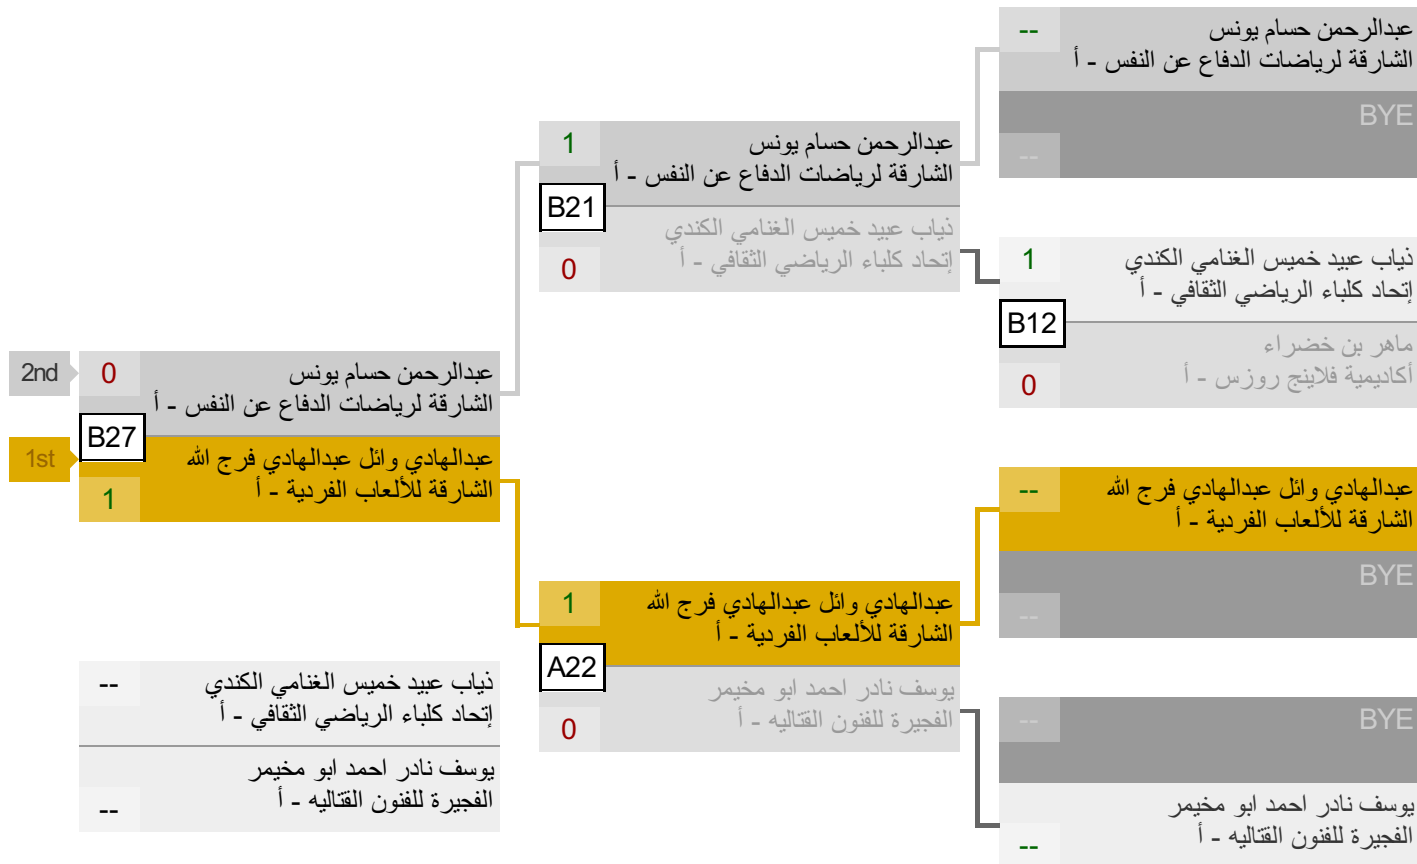 --
عبدالرحمن حسام يونس
الشارقة لرياضات الدفاع عن النفس - أ
BYE
--
1
عبدالرحمن حسام يونس
الشارقة لرياضات الدفاع عن النفس - أ
B21
ذياب عبيد خميس الغنامي الكندي
إتحاد كلباء الرياضي الثقافي - أ
0
1
ذياب عبيد خميس الغنامي الكندي
إتحاد كلباء الرياضي الثقافي - أ
B12
ماهر بن خضراء
أكاديمية فلاينج روزس - أ
0
2nd
0
عبدالرحمن حسام يونس
الشارقة لرياضات الدفاع عن النفس - أ
B27
1st
عبدالهادي وائل عبدالهادي فرج الله
الشارقة للألعاب الفردية - أ
1
--
عبدالهادي وائل عبدالهادي فرج الله
الشارقة للألعاب الفردية - أ
BYE
--
1
عبدالهادي وائل عبدالهادي فرج الله
الشارقة للألعاب الفردية - أ
A22
يوسف نادر احمد ابو مخيمر
الفجيرة للفنون القتاليه - أ
0
--
ذياب عبيد خميس الغنامي الكندي
إتحاد كلباء الرياضي الثقافي - أ
يوسف نادر احمد ابو مخيمر
الفجيرة للفنون القتاليه - أ
--
--
BYE
يوسف نادر احمد ابو مخيمر
الفجيرة للفنون القتاليه - أ
--